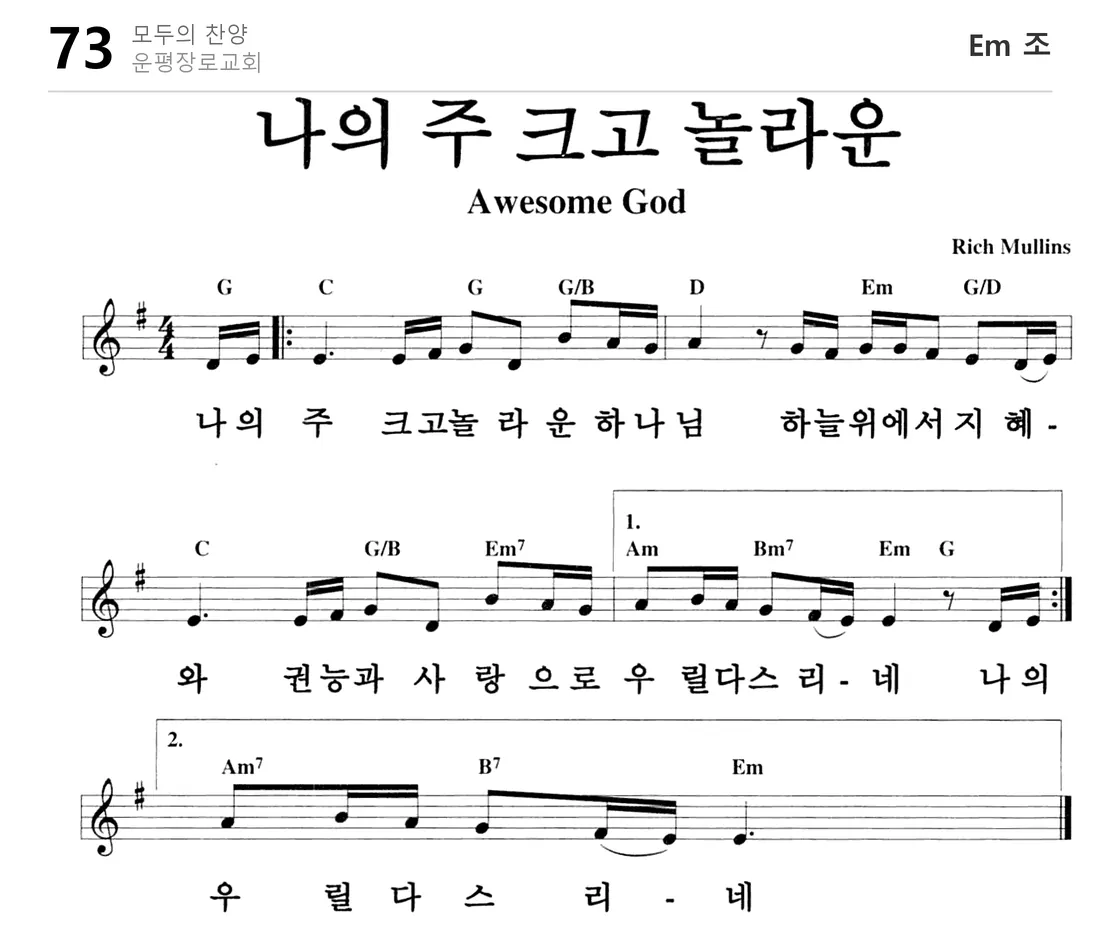 73 모두의 찬양
운평장로교회
Em 조
나의 주 크고 놀라운
Awesome God
Rich Mullins
G C G G/B D Em G/D
나의 주 크고놀 라 운 하나님 하늘위에서지 혜 -
C G/B Em7 1. Am Bm7 Em G
와 권능과 사 랑 으로 우 릴다스 리 - 네 나의
2.
Am7 B7 Em
우 릴 다 스 리 - 네